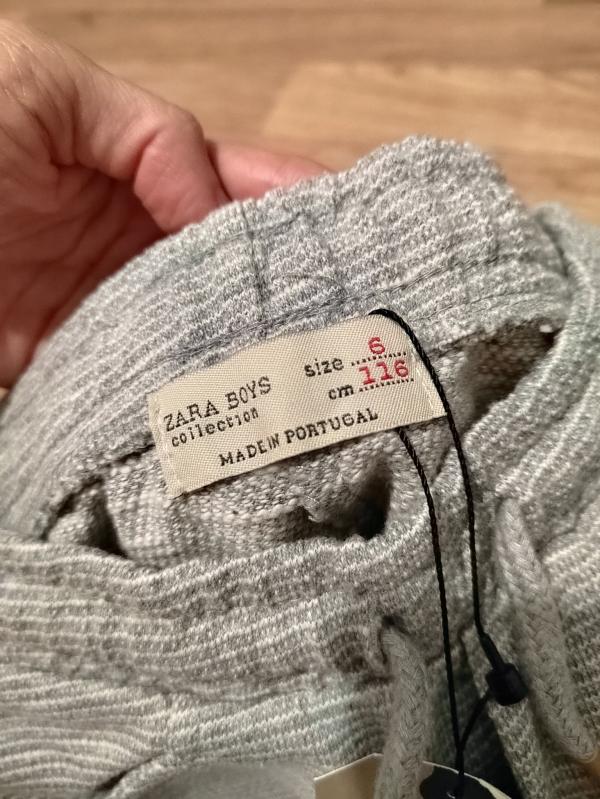 ZARA BOYS
collection
size 6
cm 116
MADE IN PORTUGAL